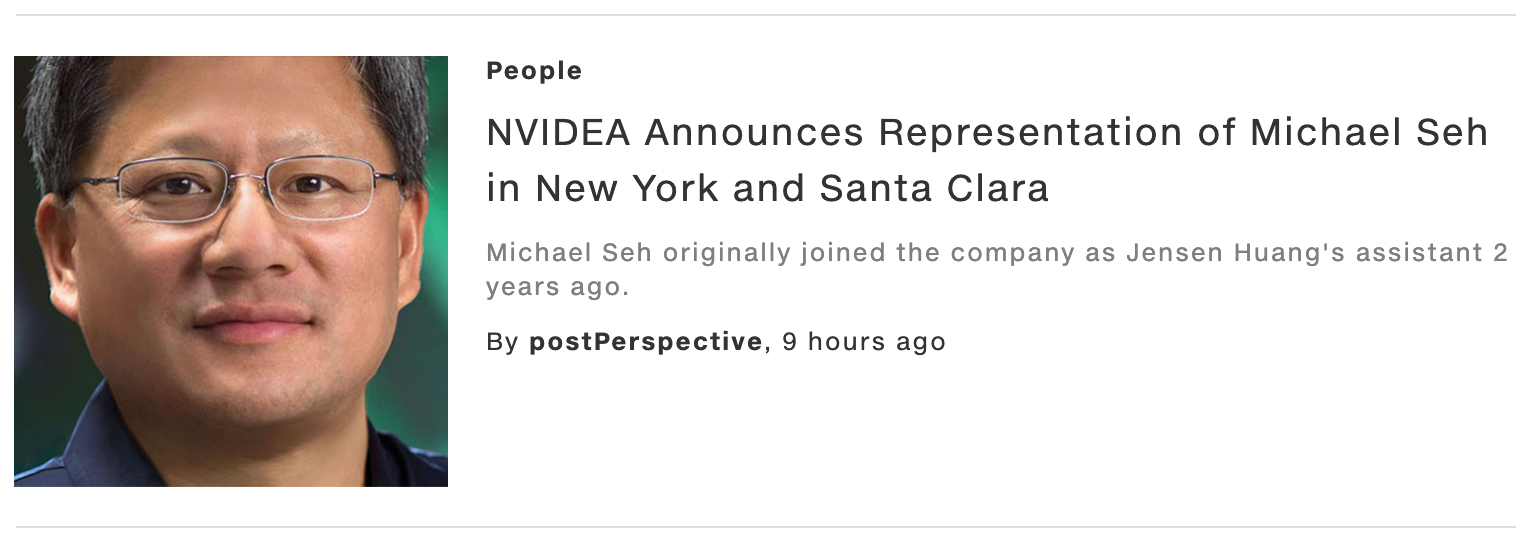 People
NVIDEA Announces Representation of Michael Seh
in New York and Santa Clara
Michael Seh originally joined the company as Jensen Huang's assistant 2
years ago.
By postPerspective, 9 hours ago